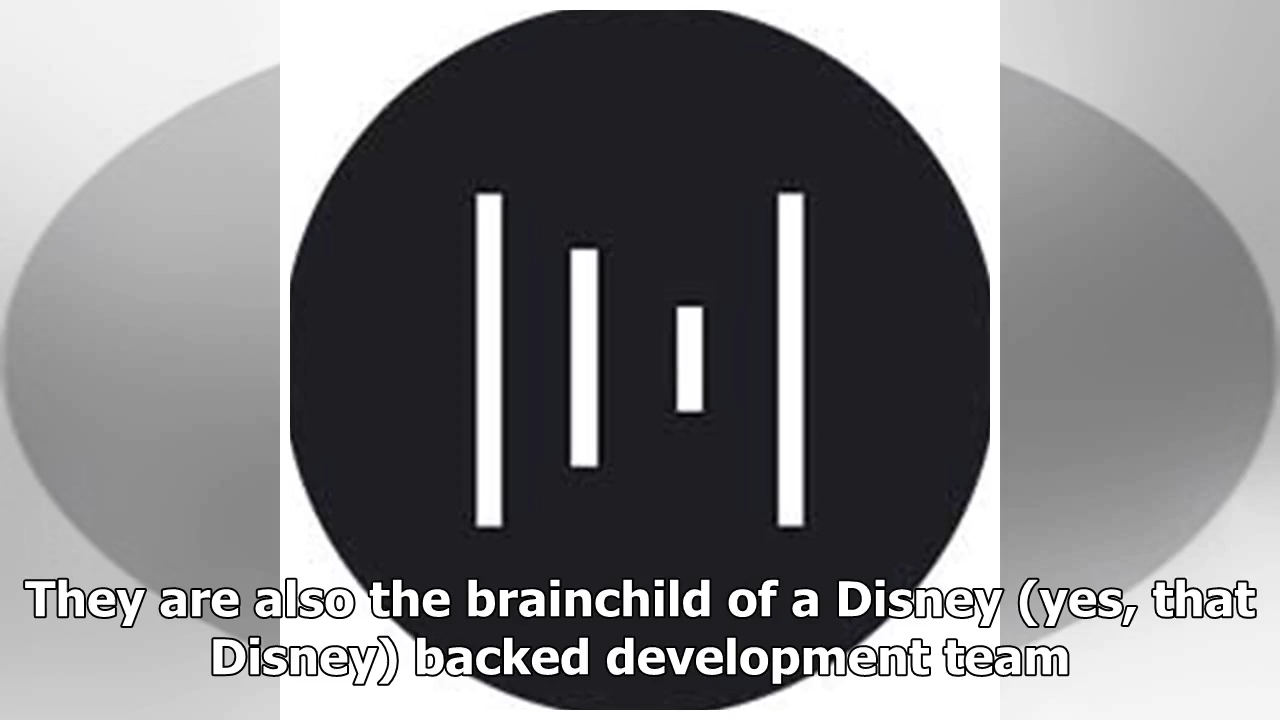 They are also the brainchild of a Disney (yes, that
Disney) backed development team